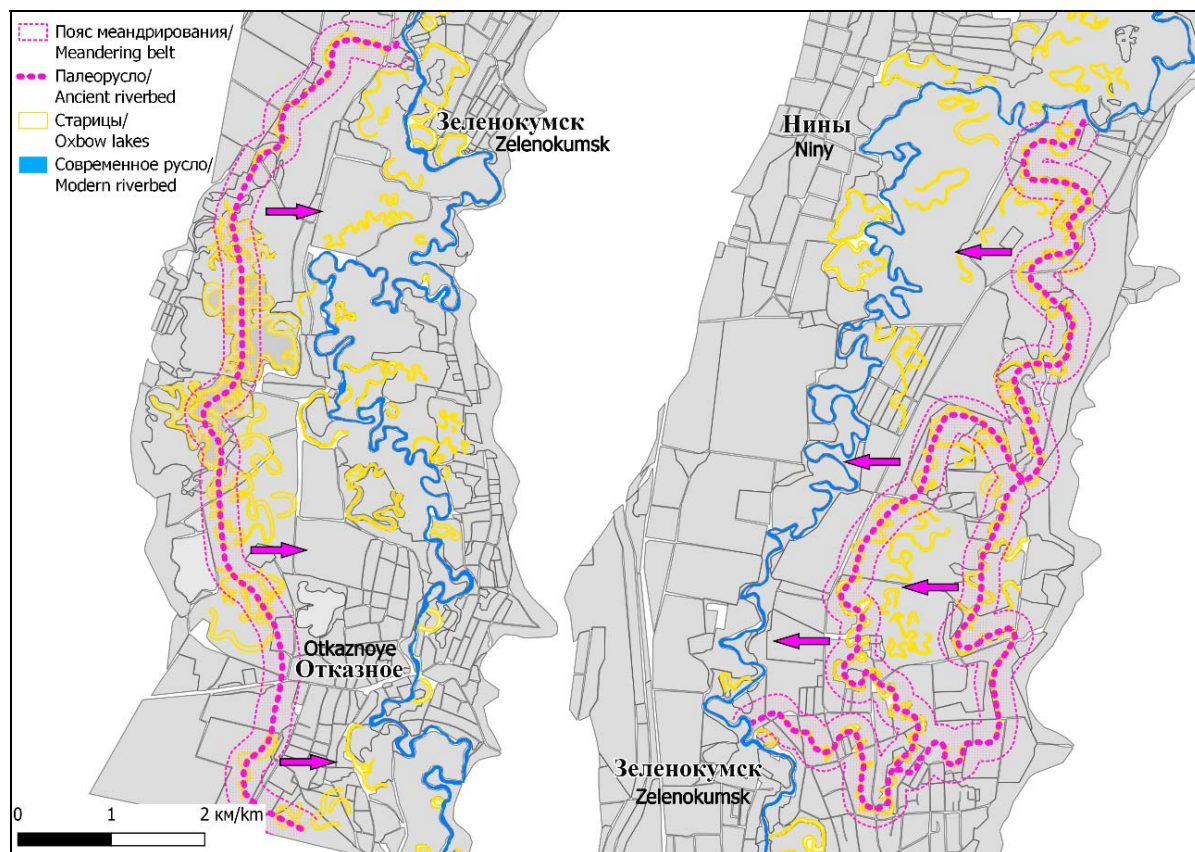 Пояс меандрирования/
Meandering belt
Палеорусло/
Ancient riverbed
Старицы/
Oxbow lakes
Современное русло/
Modern riverbed
Зеленокумск
Zelenokumsk
Нины
Niny
Otkaznoye
Отказное
Зеленокумск
Zelenokumsk
0 1 2 км/km